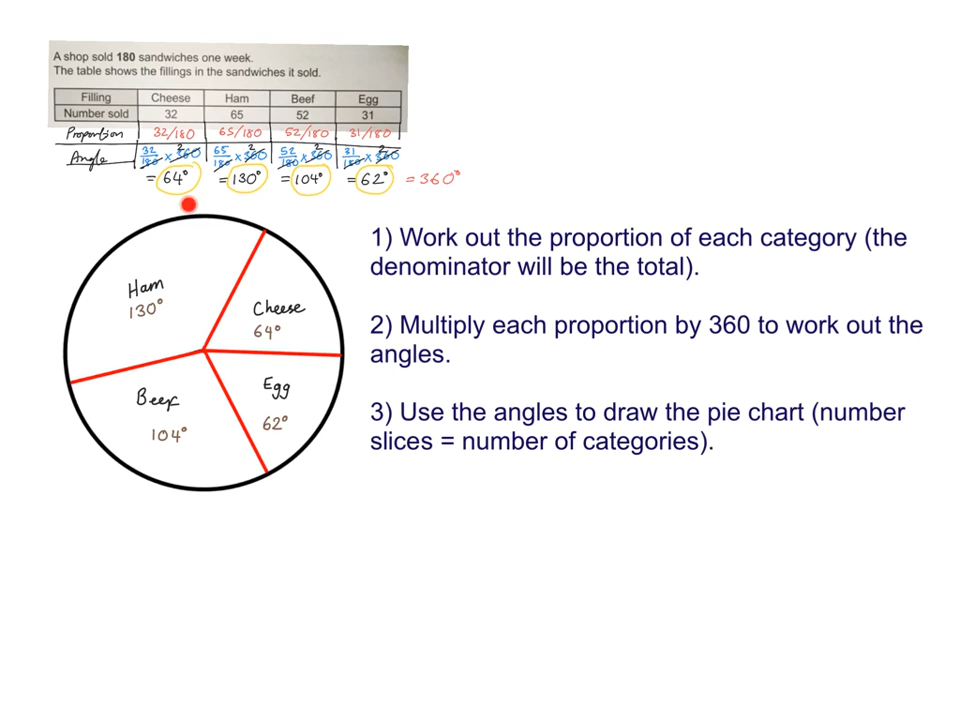 A shop sold 180 sandwiches one week.
The table shows the fillings in the sandwiches it sold.
Filling Cheese Ham Beef Egg
Number sold 32 65 52 31
Proportion 32/180 65/180 52/180 31/180
Angle 32/180 x 360 2 65/180 x 360 2 52/180 x 360 2 31/180 x 360 2
= 64° = 130° = 104° = 62° = 360°
1) Work out the proportion of each category (the
denominator will be the total).
2) Multiply each proportion by 360 to work out the
angles.
3) Use the angles to draw the pie chart (number
slices = number of categories).
Ham
130°
Cheese
64°
Beef
104°
Egg
62°